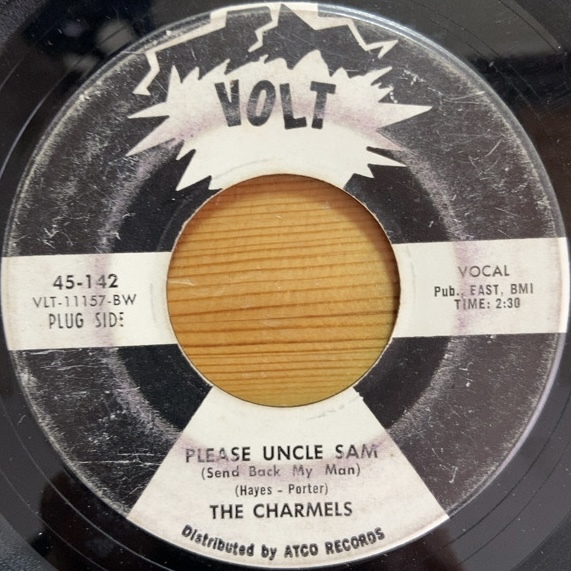 VOLT
45-142
VLT-11157-BW
PLUG SIDE
VOCAL
Pub., EAST, BMI
TIME: 2:30
PLEASE UNCLE SAM
(Send Back My Man)
(Hayes - Porter)
THE CHARMELS
Distributed by ATCO RECORDS